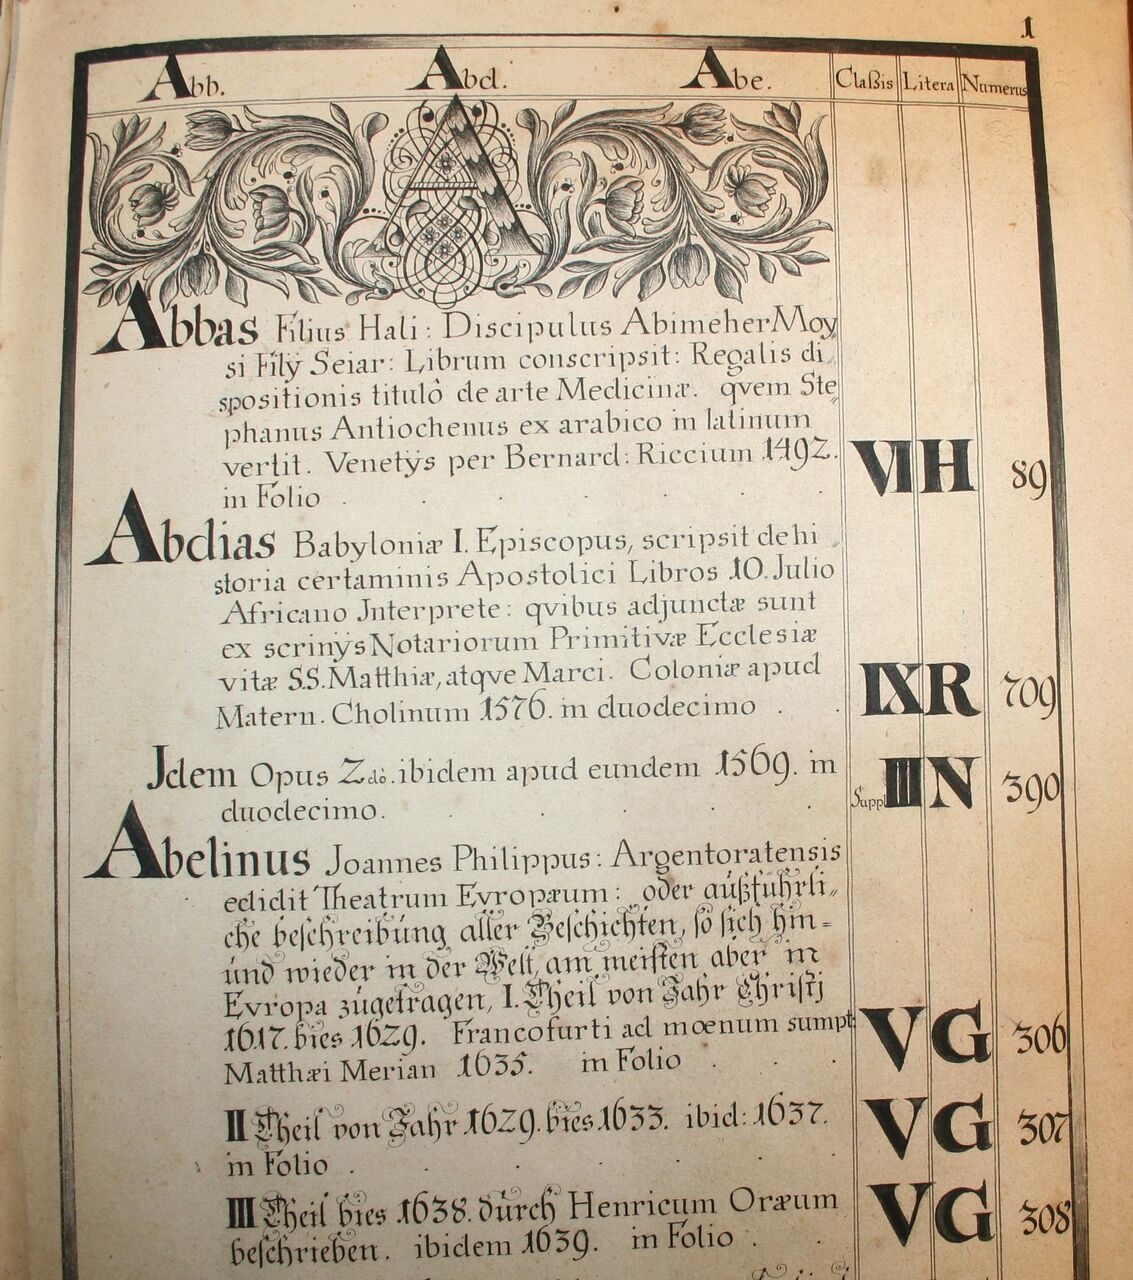 1
Abb. Abd. Abe. Claßis Litera Numerus
A
Abbas Filius Hali: Discipulus Abimeher Moy„
si Filÿ Seiar: Librum conscripsit: Regalis di„
spositionis titulô de arte Medicinæ. qvem Ste„
phanus Antiochenus ex arabico in latinum
vertit. Venetÿs per Bernard: Riccium 1492. VI H 89
in Folio . . . . . .
Abdias Babyloniæ I. Episcopus, scripsit de hi„
storia certaminis Apostolici Libros 10. Julio
Africano Jnterprete: qvibus adjunctæ sunt
ex scrinÿs Notariorum Primitivæ Ecclesiæ
vitæ S.S. Matthiæ, atqve Marci. Coloniæ apud IX R 709
Matern. Cholinum 1576. in duodecimo . .
Jdem Opus 2dô. ibidem apud eundem 1569. in Suppl III N 390
duodecimo. . . . .
Abelinus Joannes Philippus: Argentoratensis
edidit Theatrum Evropæum: oder außführli„
che beschreibung aller Geschichten, so sich hin=
und wieder in der Welt, am meisten aber in
Evropa zugetragen, I. Theil von Jahr Christj
1617. bies 1629. Francofurti ad mœnum sumpt: V G 306
Matthæi Merian 1635. in Folio . . .
II Theil von Jahr 1629. bies 1633. ibid: 1637. V G 307
in Folio . . . . . .
III Theil bies 1638. durch Henricum Oræum V G 308
beschrieben. ibidem 1639. in Folio . .